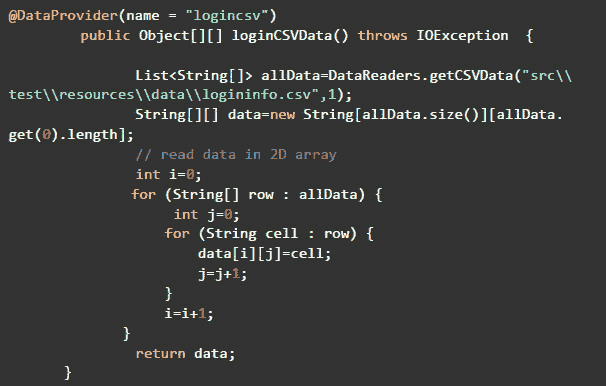 @DataProvider(name = "logincsv")
public Object[][] loginCSVData() throws IOException  {
List<String[]> allData=DataReaders.getCSVData("src\\
test\\resources\\data\\logininfo.csv",1);
String[][] data=new String[allData.size()][allData.
get(0).length];
// read data in 2D array
int i=0;
for (String[] row : allData) {
int j=0;
for (String cell : row) {
data[i][j]=cell;
j=j+1;
}
i=i+1;
}
return data;
}